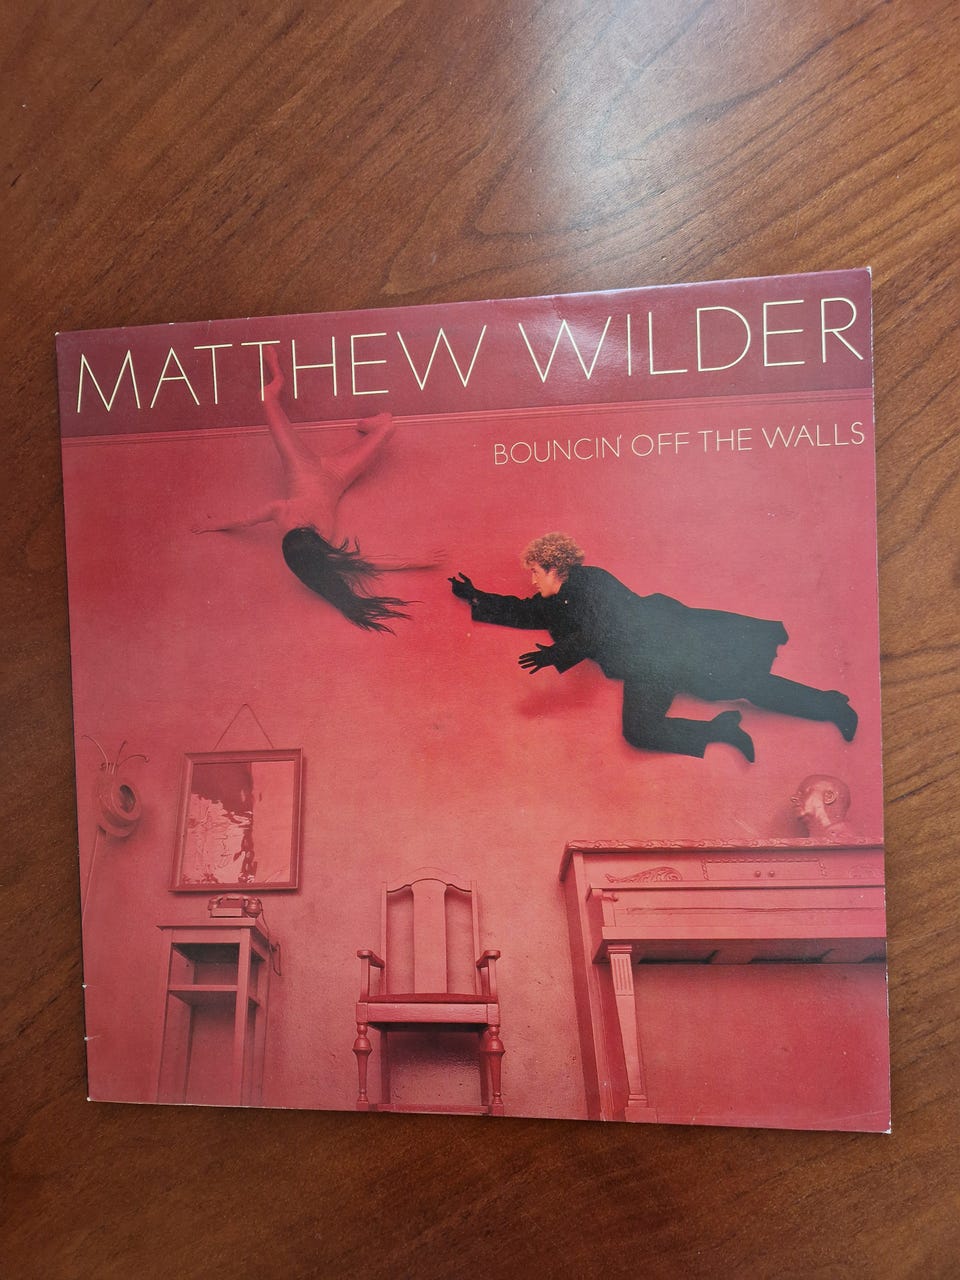 MATTHEW WILDER
BOUNCIN' OFF THE WALLS